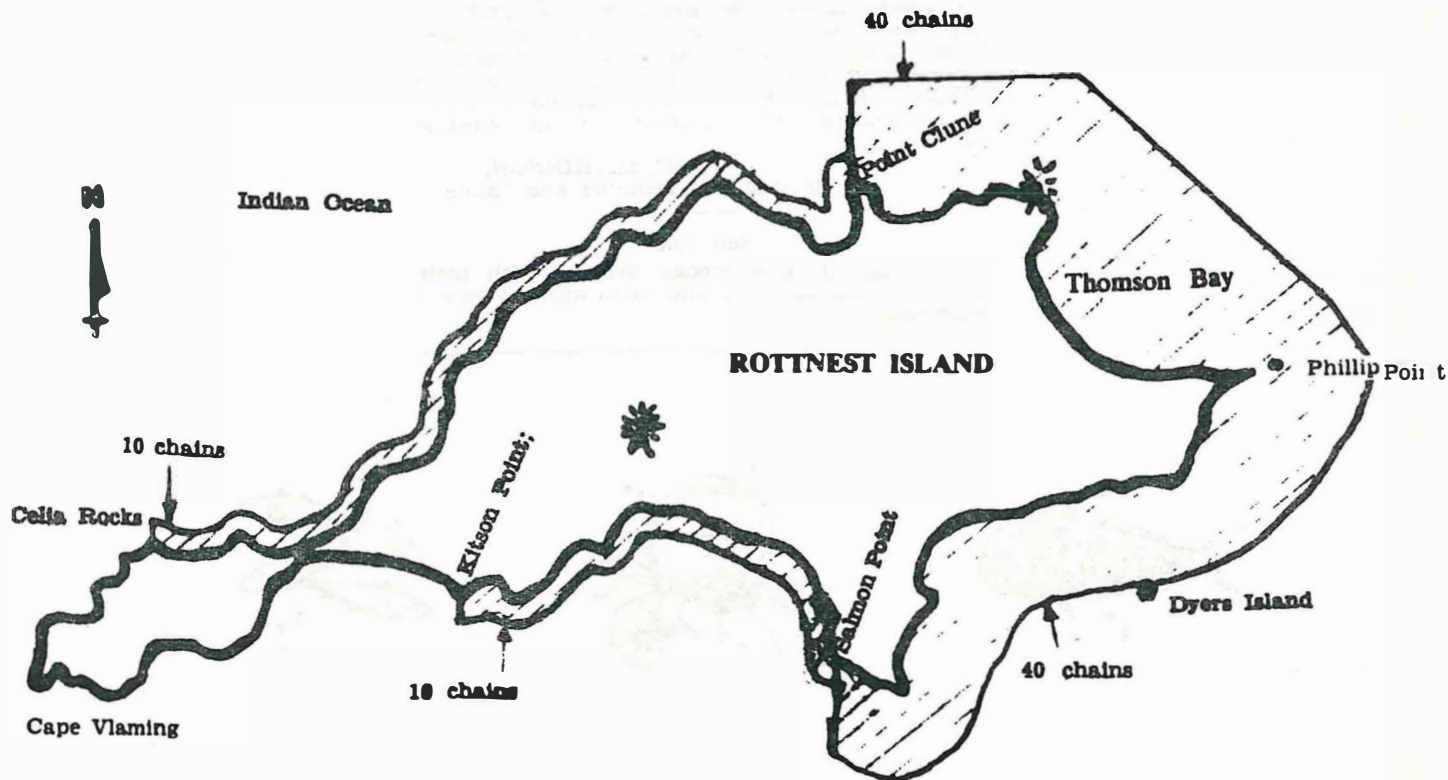 40 chains
Point Clune
N
Indian Ocean
Thomson Bay
ROTTNEST ISLAND
Phillip Point
10 chains
Celia Rocks
Kitson Point;
Salmon Point
Dyers Island
40 chains
10 chains
Cape Vlaming